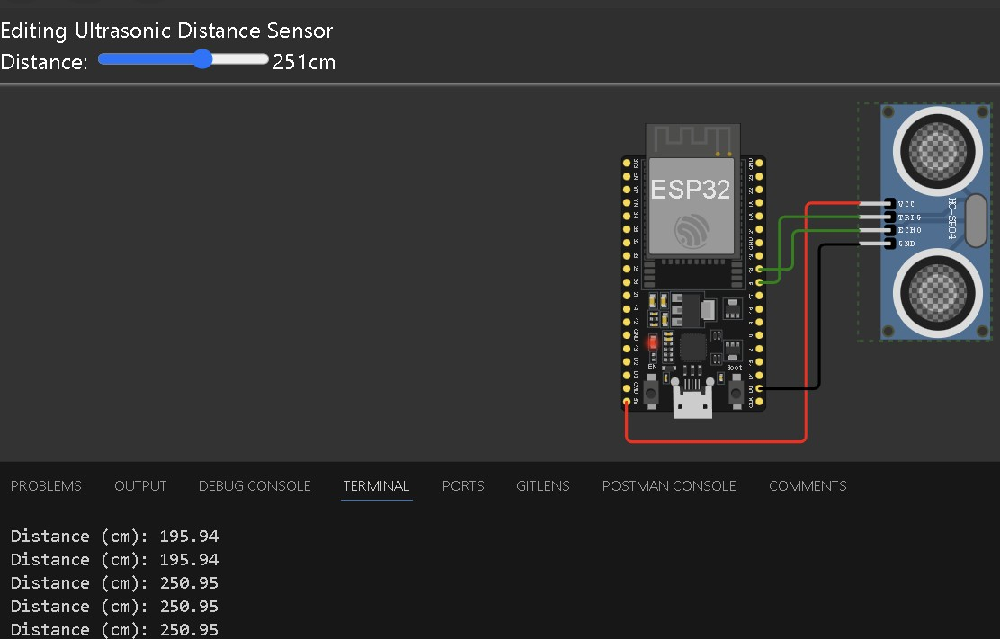 Editing Ultrasonic Distance Sensor
Distance: 251cm
ESP32
VCC
TRIG
ECHO
GND
HC-SR04
EN
Boot
PROBLEMS OUTPUT DEBUG CONSOLE TERMINAL PORTS GITLENS POSTMAN CONSOLE COMMENTS
Distance (cm): 195.94
Distance (cm): 195.94
Distance (cm): 250.95
Distance (cm): 250.95
Distance (cm): 250.95